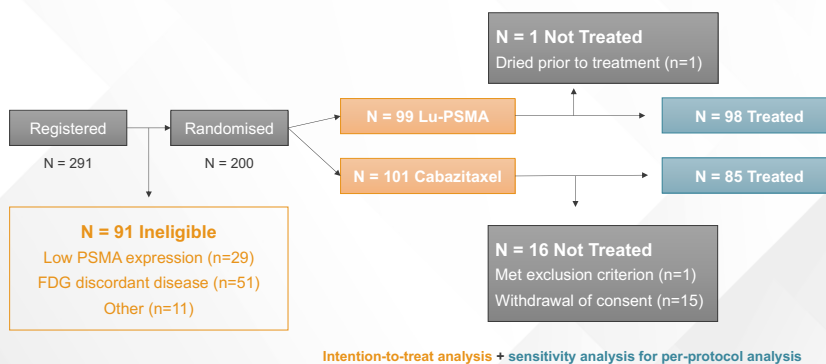 N = 1 Not Treated
Dried prior to treatment (n=1)
Registered
Randomised
N = 99 Lu-PSMA
N = 98 Treated
N = 291
N = 200
N = 101 Cabazitaxel
N = 85 Treated
N = 91 Ineligible
Low PSMA expression (n=29)
FDG discordant disease (n=51)
Other (n=11)
N = 16 Not Treated
Met exclusion criterion (n=1)
Withdrawal of consent (n=15)
Intention-to-treat analysis + sensitivity analysis for per-protocol analysis